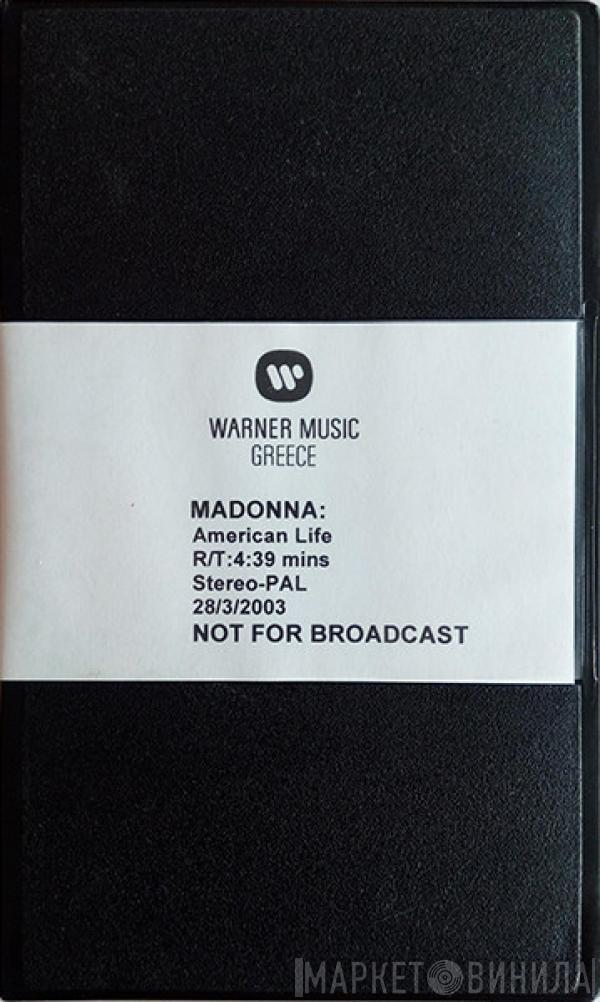 WARNER MUSIC
GREECE
MADONNA:
American Life
R/T:4:39 mins
Stereo-PAL
28/3/2003
NOT FOR BROADCAST
МАРКЕТ ВИНИЛА